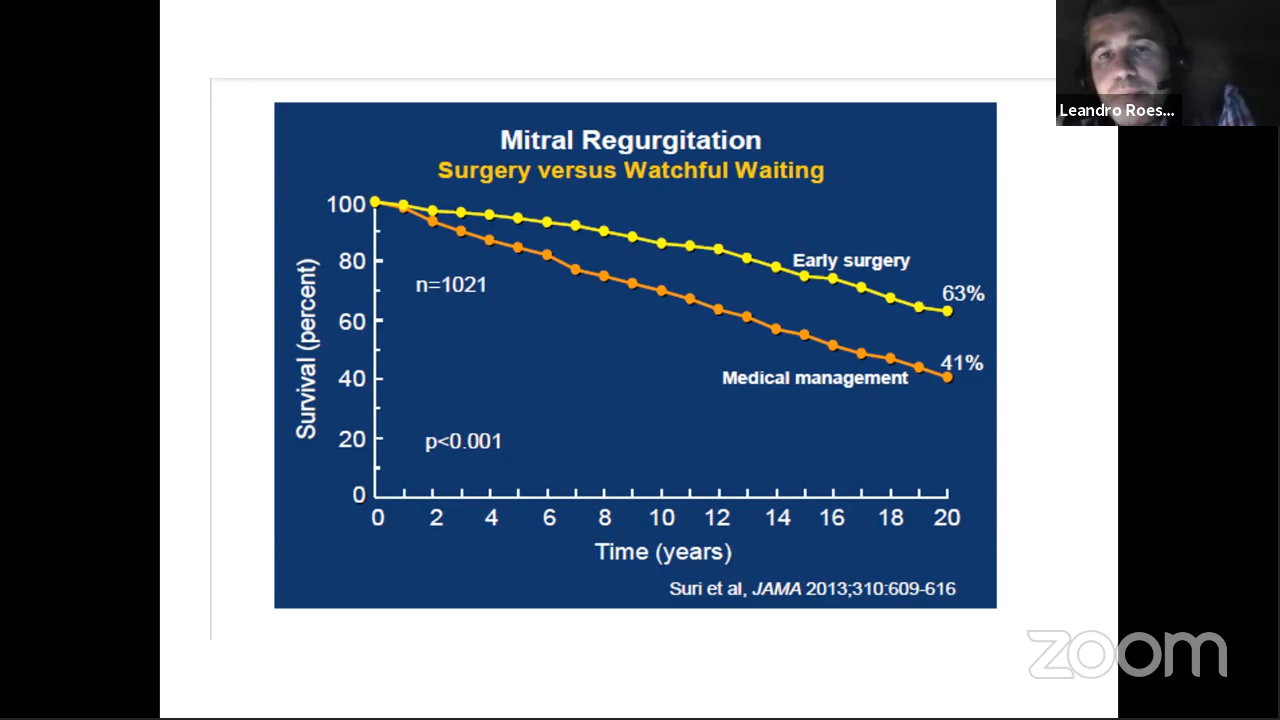 Leandro Roes...
Mitral Regurgitation
Surgery versus Watchful Waiting
100
80
60
40
20
0
Survival (percent)
n=1021
p<0.001
Early surgery
63%
41%
Medical management
0 2 4 6 8 10 12 14 16 18 20
Time (years)
Suri et al, JAMA 2013;310:609-616
zoom